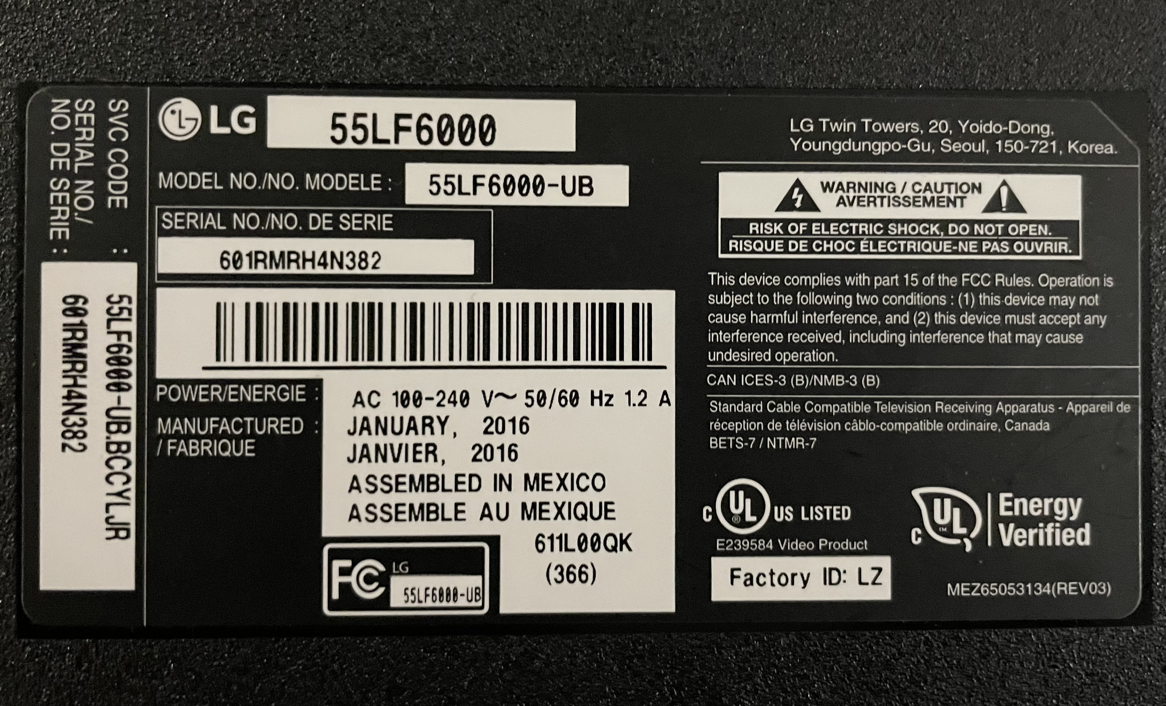 SVC CODE :
55LF6000-UB.BCCYLJR
SERIAL NO./
NO. DE SERIE :
601RMRH4N382
LG
55LF6000
MODEL NO./NO. MODELE :
55LF6000-UB
SERIAL NO./NO. DE SERIE
601RMRH4N382
POWER/ENERGIE : AC 100-240 V~ 50/60 Hz 1.2 A
MANUFACTURED : JANUARY, 2016
/ FABRIQUE JANVIER, 2016
ASSEMBLED IN MEXICO
ASSEMBLE AU MEXIQUE
611L00QK
(366)
FC LG
55LF6000-UB
LG Twin Towers, 20, Yoido-Dong,
Youngdungpo-Gu, Seoul, 150-721, Korea.
WARNING / CAUTION
AVERTISSEMENT
RISK OF ELECTRIC SHOCK, DO NOT OPEN.
RISQUE DE CHOC ÉLECTRIQUE-NE PAS OUVRIR.
This device complies with part 15 of the FCC Rules. Operation is
subject to the following two conditions : (1) this device may not
cause harmful interference, and (2) this device must accept any
interference received, including interference that may cause
undesired operation.
CAN ICES-3 (B)/NMB-3 (B)
Standard Cable Compatible Television Receiving Apparatus - Appareil de
réception de télévision câblo-compatible ordinaire, Canada
BETS-7 / NTMR-7
C UL ® US LISTED
E239584 Video Product
Factory ID: LZ
C UL ™ Energy
Verified
MEZ65053134(REV03)